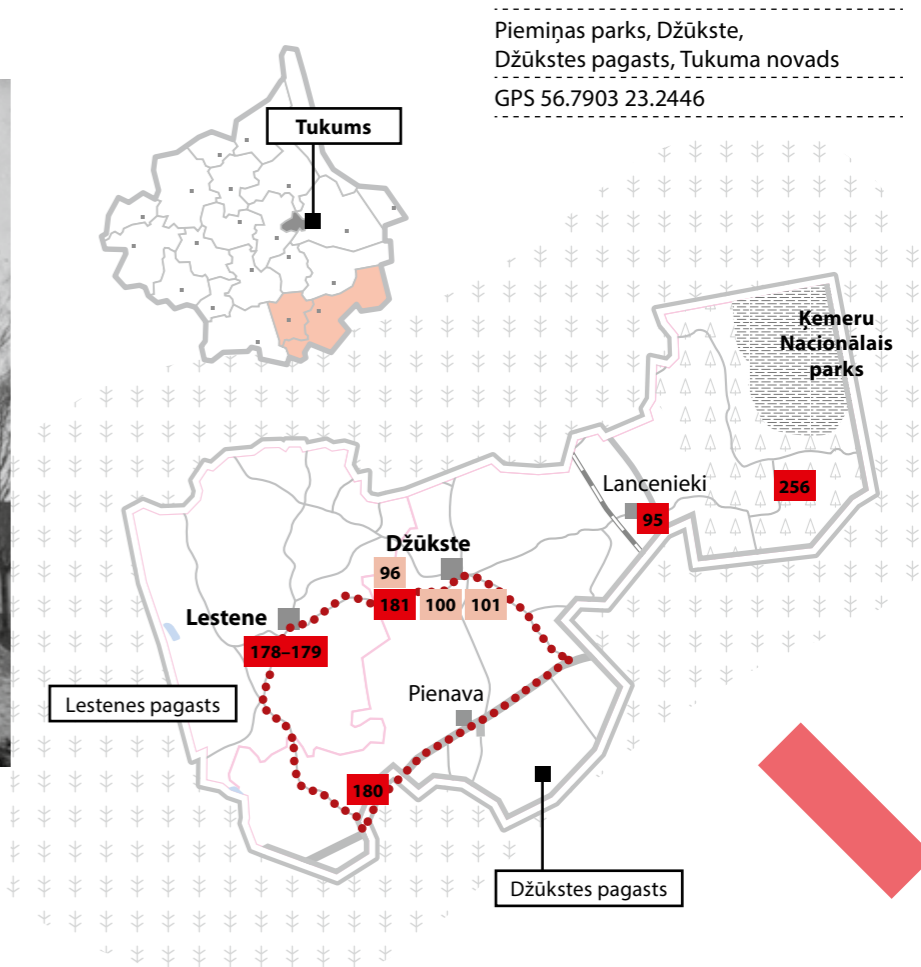 Piemiņas parks, Džūkste,
Džūkstes pagasts, Tukuma novads
GPS 56.7903 23.2446
Tukums
Ķemeru
Nacionālais
parks
Lancenieki
256
95
Džūkste
96
181
100
101
Lestene
178–179
Lestenes pagasts
Pienava
180
Džūkstes pagasts